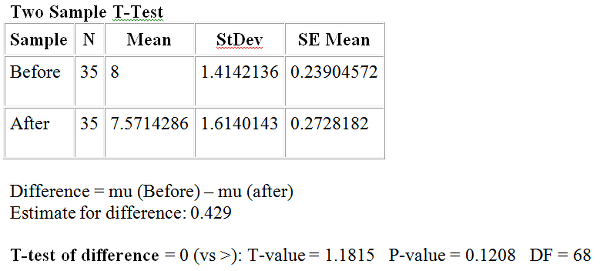 Two Sample T-Test
Sample N Mean StDev SE Mean
Before 35 8 1.4142136 0.23904572
After 35 7.5714286 1.6140143 0.2728182
Difference = mu (Before) – mu (after)
Estimate for difference: 0.429
T-test of difference = 0 (vs >): T-value = 1.1815 P-value = 0.1208 DF = 68